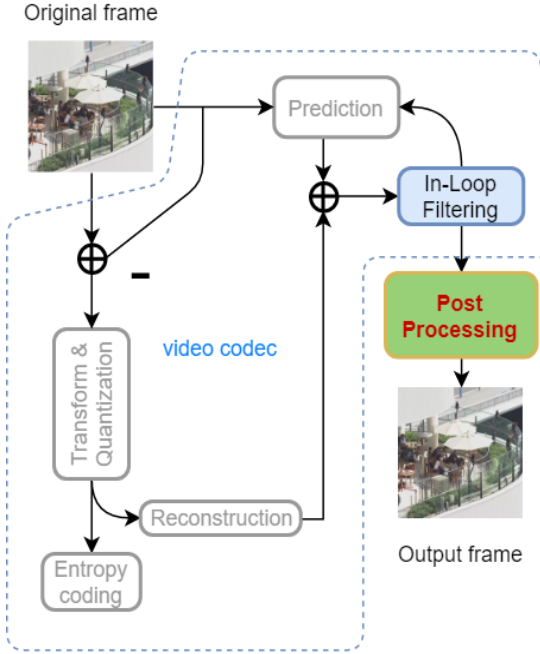 Original frame
Prediction
In-Loop
Filtering
Post
Processing
video codec
Transform &
Quantization
Reconstruction
Entropy
coding
Output frame